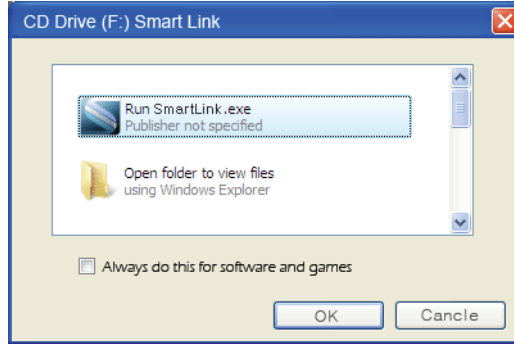 CD Drive (F:) Smart Link
Run SmartLink.exe
Publisher not specified
Open folder to view files
using Windows Explorer
Always do this for software and games
OK Cancle